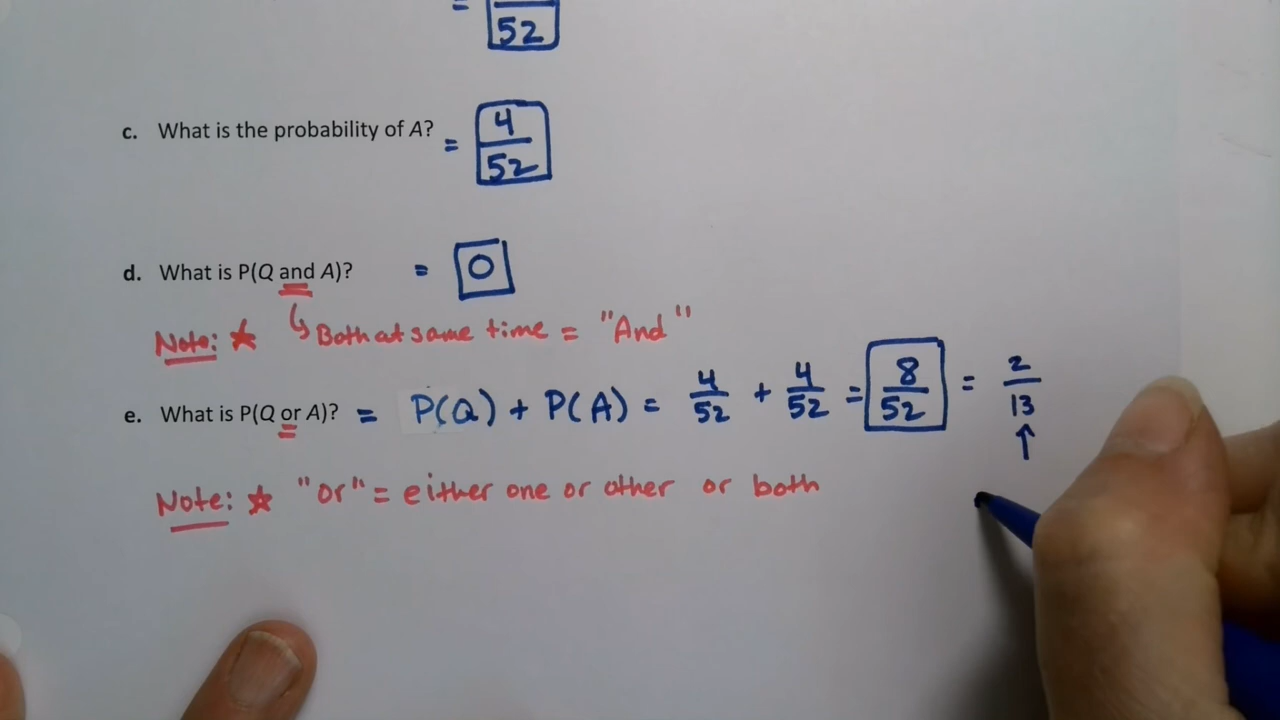 = 52
c. What is the probability of A? = 4/52
d. What is P(Q and A)? = 0
Note: ★ ↳ Both at same time = "And"
e. What is P(Q or A)? = P(Q) + P(A) = 4/52 + 4/52 = 8/52 = 2/13
↑
Note: ★ "or" = either one or other or both